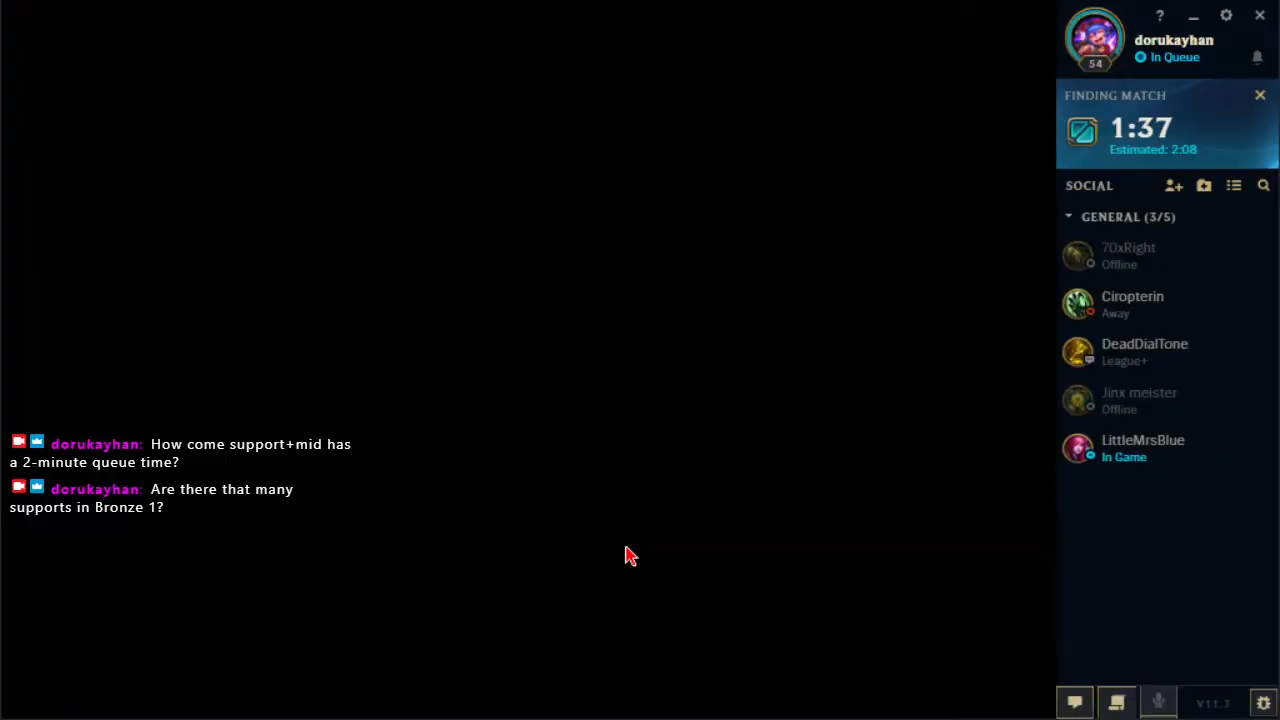 ?
dorukayhan
In Queue
54
FINDING MATCH
1:37
Estimated: 2:08
SOCIAL
GENERAL (3/5)
70xRight
Offline
Ciropterin
Away
DeadDialTone
League+
Jinx meister
Offline
LittleMrsBlue
In Game
dorukayhan: How come support+mid has
a 2-minute queue time?
dorukayhan: Are there that many
supports in Bronze 1?
V11.3